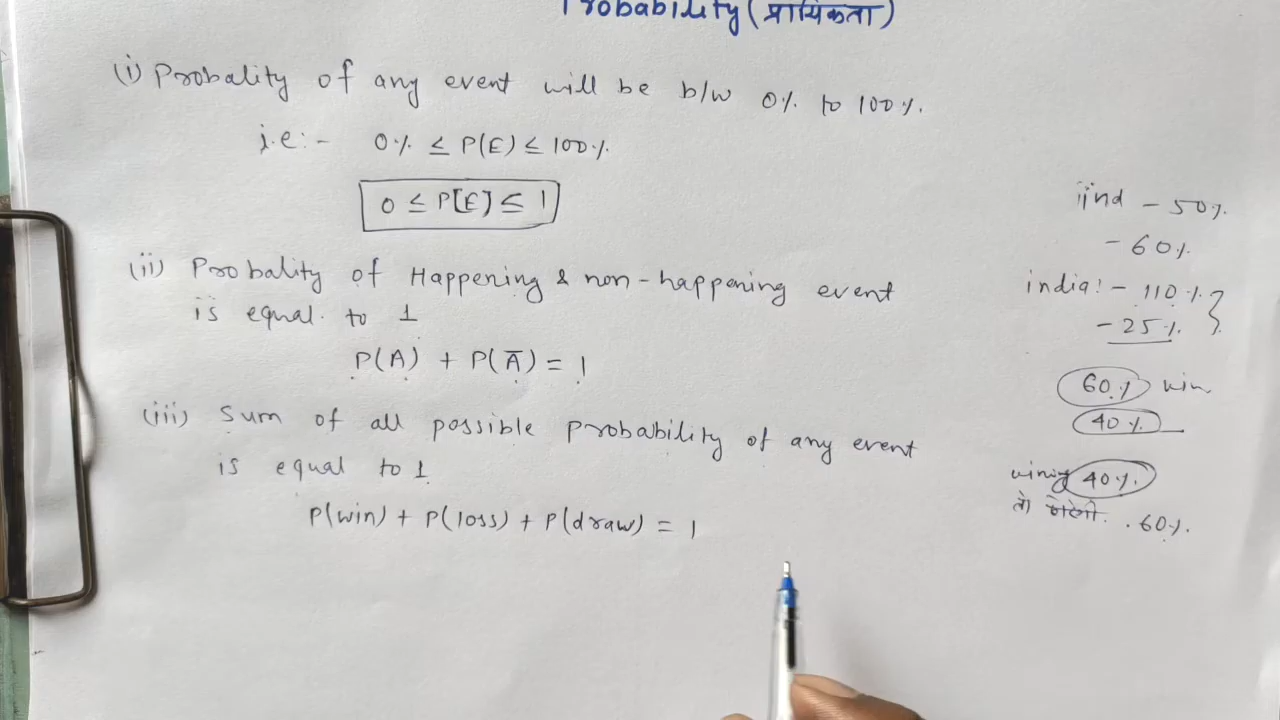 Probability (प्रायिकता)
(i) Probality of any event will be b/w 0% to 100%.
i.e:- 0% ≤ P(E) ≤ 100%
0 ≤ P[E] ≤ 1
(ii) Probality of Happening & non-happening event
is equal to 1
P(A) + P(A̅) = 1
(iii) Sum of all possible probability of any event
is equal to 1
P(win) + P(loss) + P(draw) = 1
iind - 50%
- 60%
india:- 110%
- 25%
60% win
40%
wining 40%.
तो
. 60%.